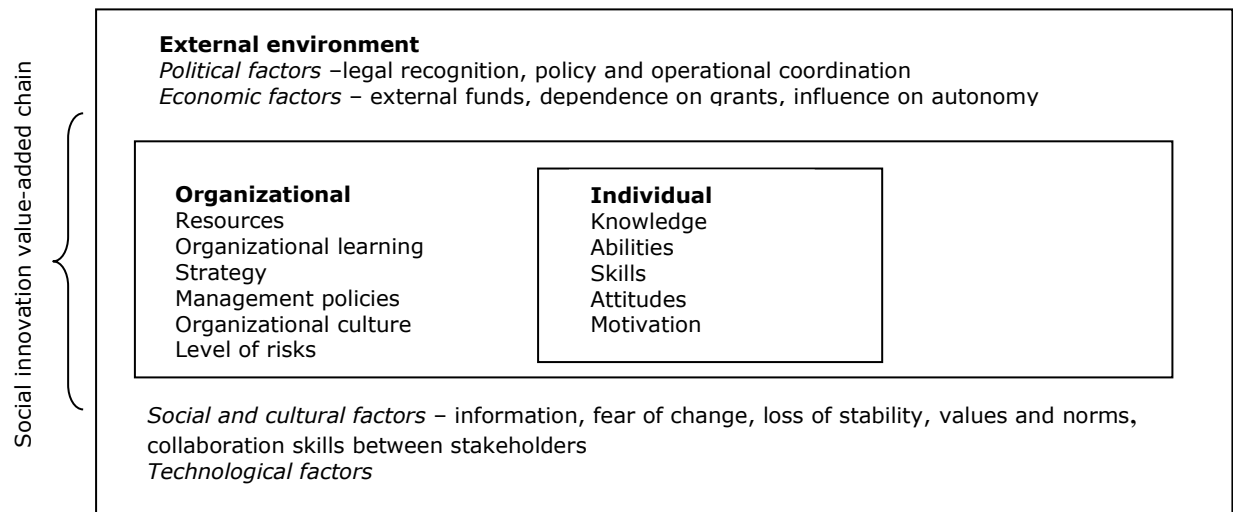 Social innovation value-added chain
External environment
Political factors –legal recognition, policy and operational coordination
Economic factors – external funds, dependence on grants, influence on autonomy
Organizational
Resources
Organizational learning
Strategy
Management policies
Organizational culture
Level of risks
Individual
Knowledge
Abilities
Skills
Attitudes
Motivation
Social and cultural factors – information, fear of change, loss of stability, values and norms,
collaboration skills between stakeholders
Technological factors